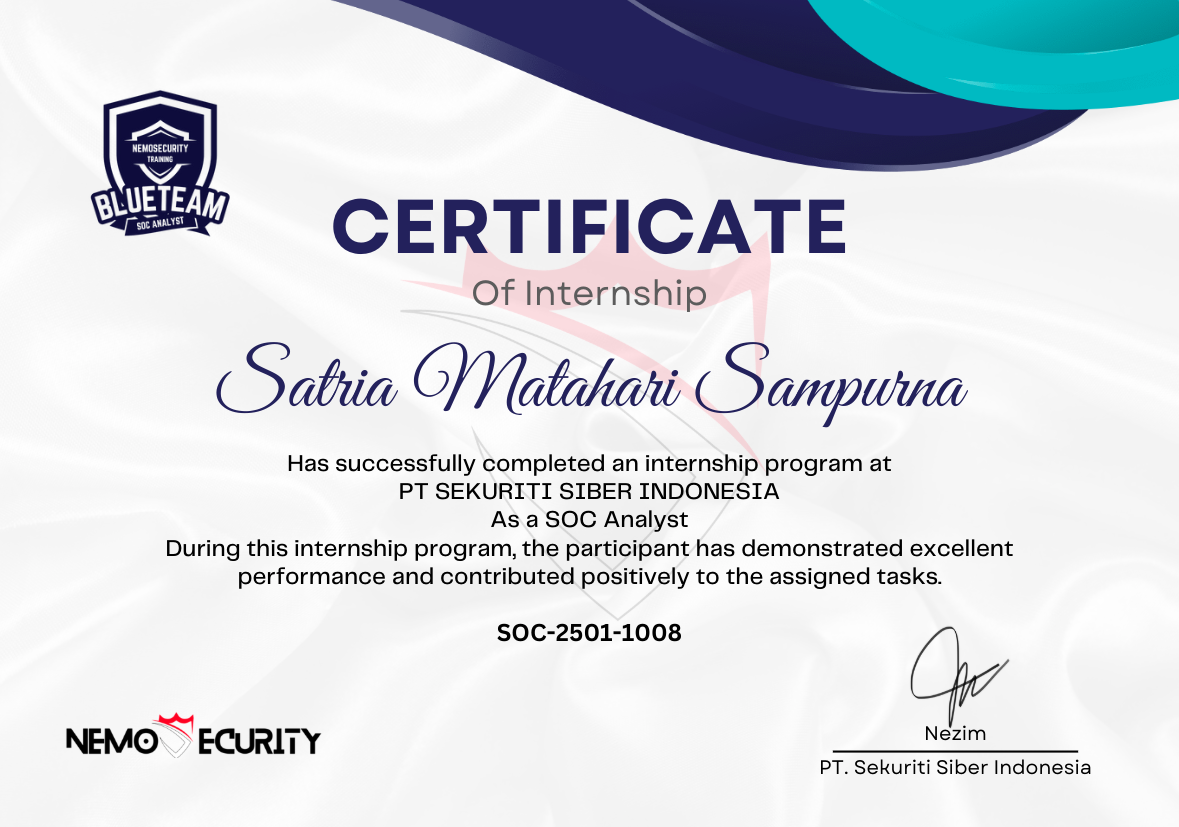 NEMOSECURITY
TRAINING
BLUETEAM
SOC ANALYST
CERTIFICATE
Of Internship
Satria Matahari Sampurna
Has successfully completed an internship program at
PT SEKURITI SIBER INDONESIA
As a SOC Analyst
During this internship program, the participant has demonstrated excellent
performance and contributed positively to the assigned tasks.
SOC-2501-1008
NEMO ECURITY
Nezim
PT. Sekuriti Siber Indonesia